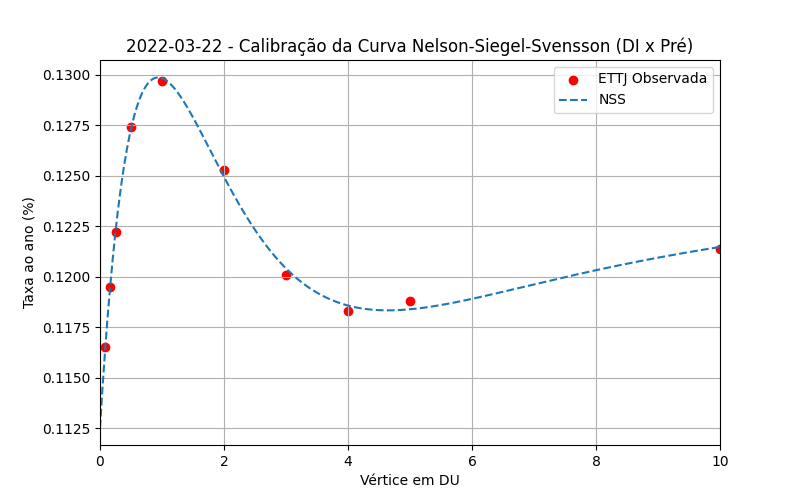 2022-03-22 - Calibração da Curva Nelson-Siegel-Svensson (DI x Pré)
ETTJ Observada
NSS
Taxa ao ano (%)
0.1300
0.1275
0.1250
0.1225
0.1200
0.1175
0.1150
0.1125
0 2 4 6 8 10
Vértice em DU